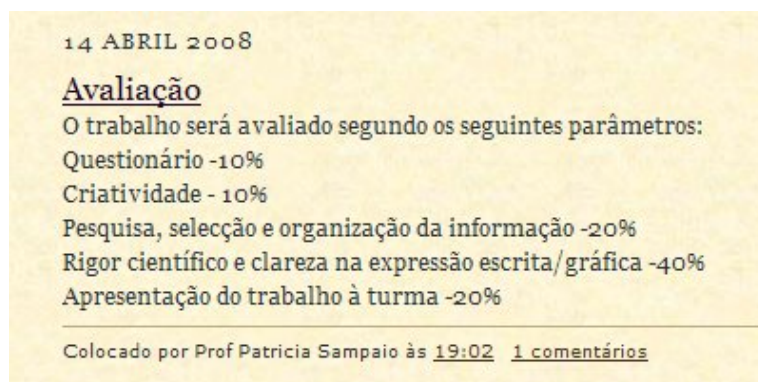 14 ABRIL 2008
Avaliação
O trabalho será avaliado segundo os seguintes parâmetros:
Questionário -10%
Criatividade - 10%
Pesquisa, selecção e organização da informação -20%
Rigor científico e clareza na expressão escrita/gráfica -40%
Apresentação do trabalho à turma -20%
Colocado por Prof Patricia Sampaio às 19:02 1 comentários